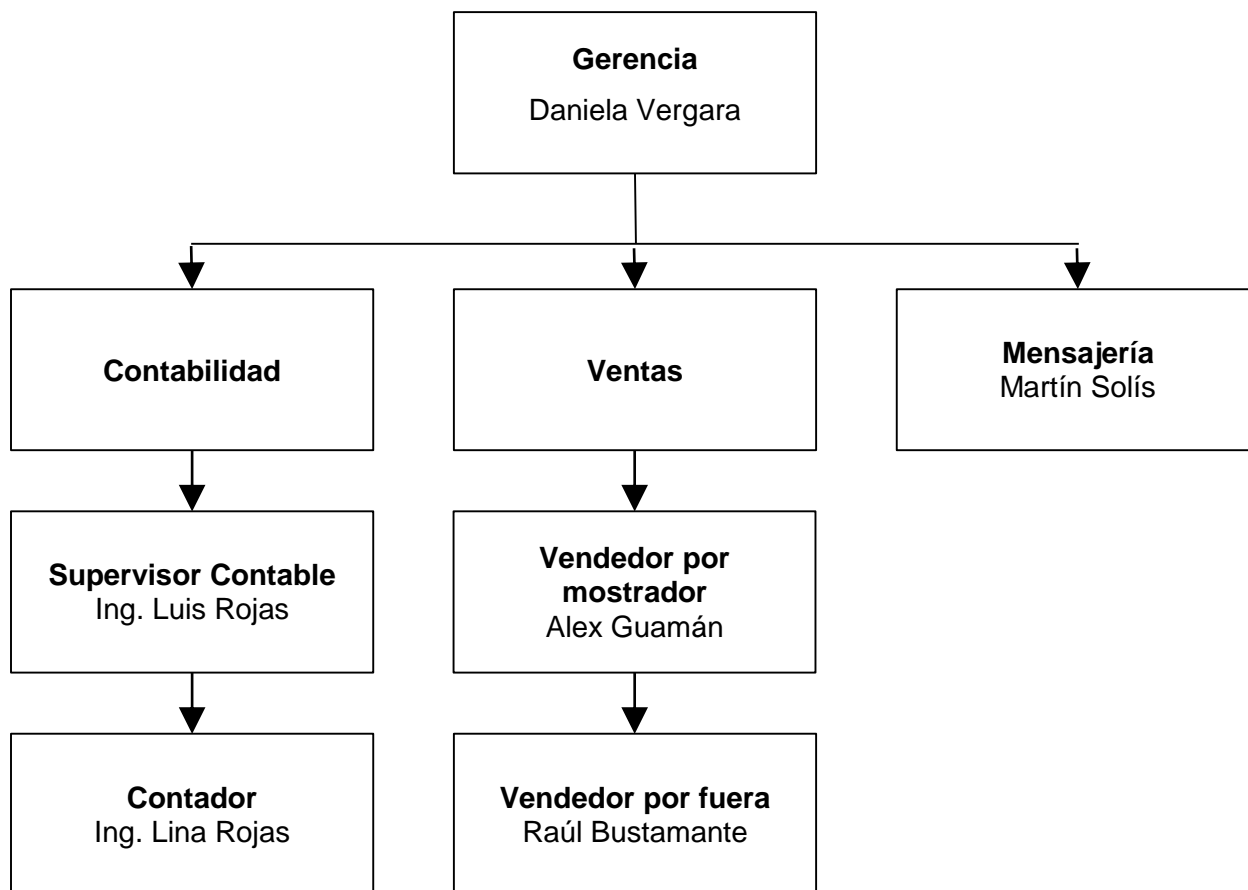 Gerencia
Daniela Vergara
Contabilidad
Ventas
Mensajería
Martín Solís
Supervisor Contable
Ing. Luis Rojas
Vendedor por
mostrador
Alex Guamán
Contador
Ing. Lina Rojas
Vendedor por fuera
Raúl Bustamante